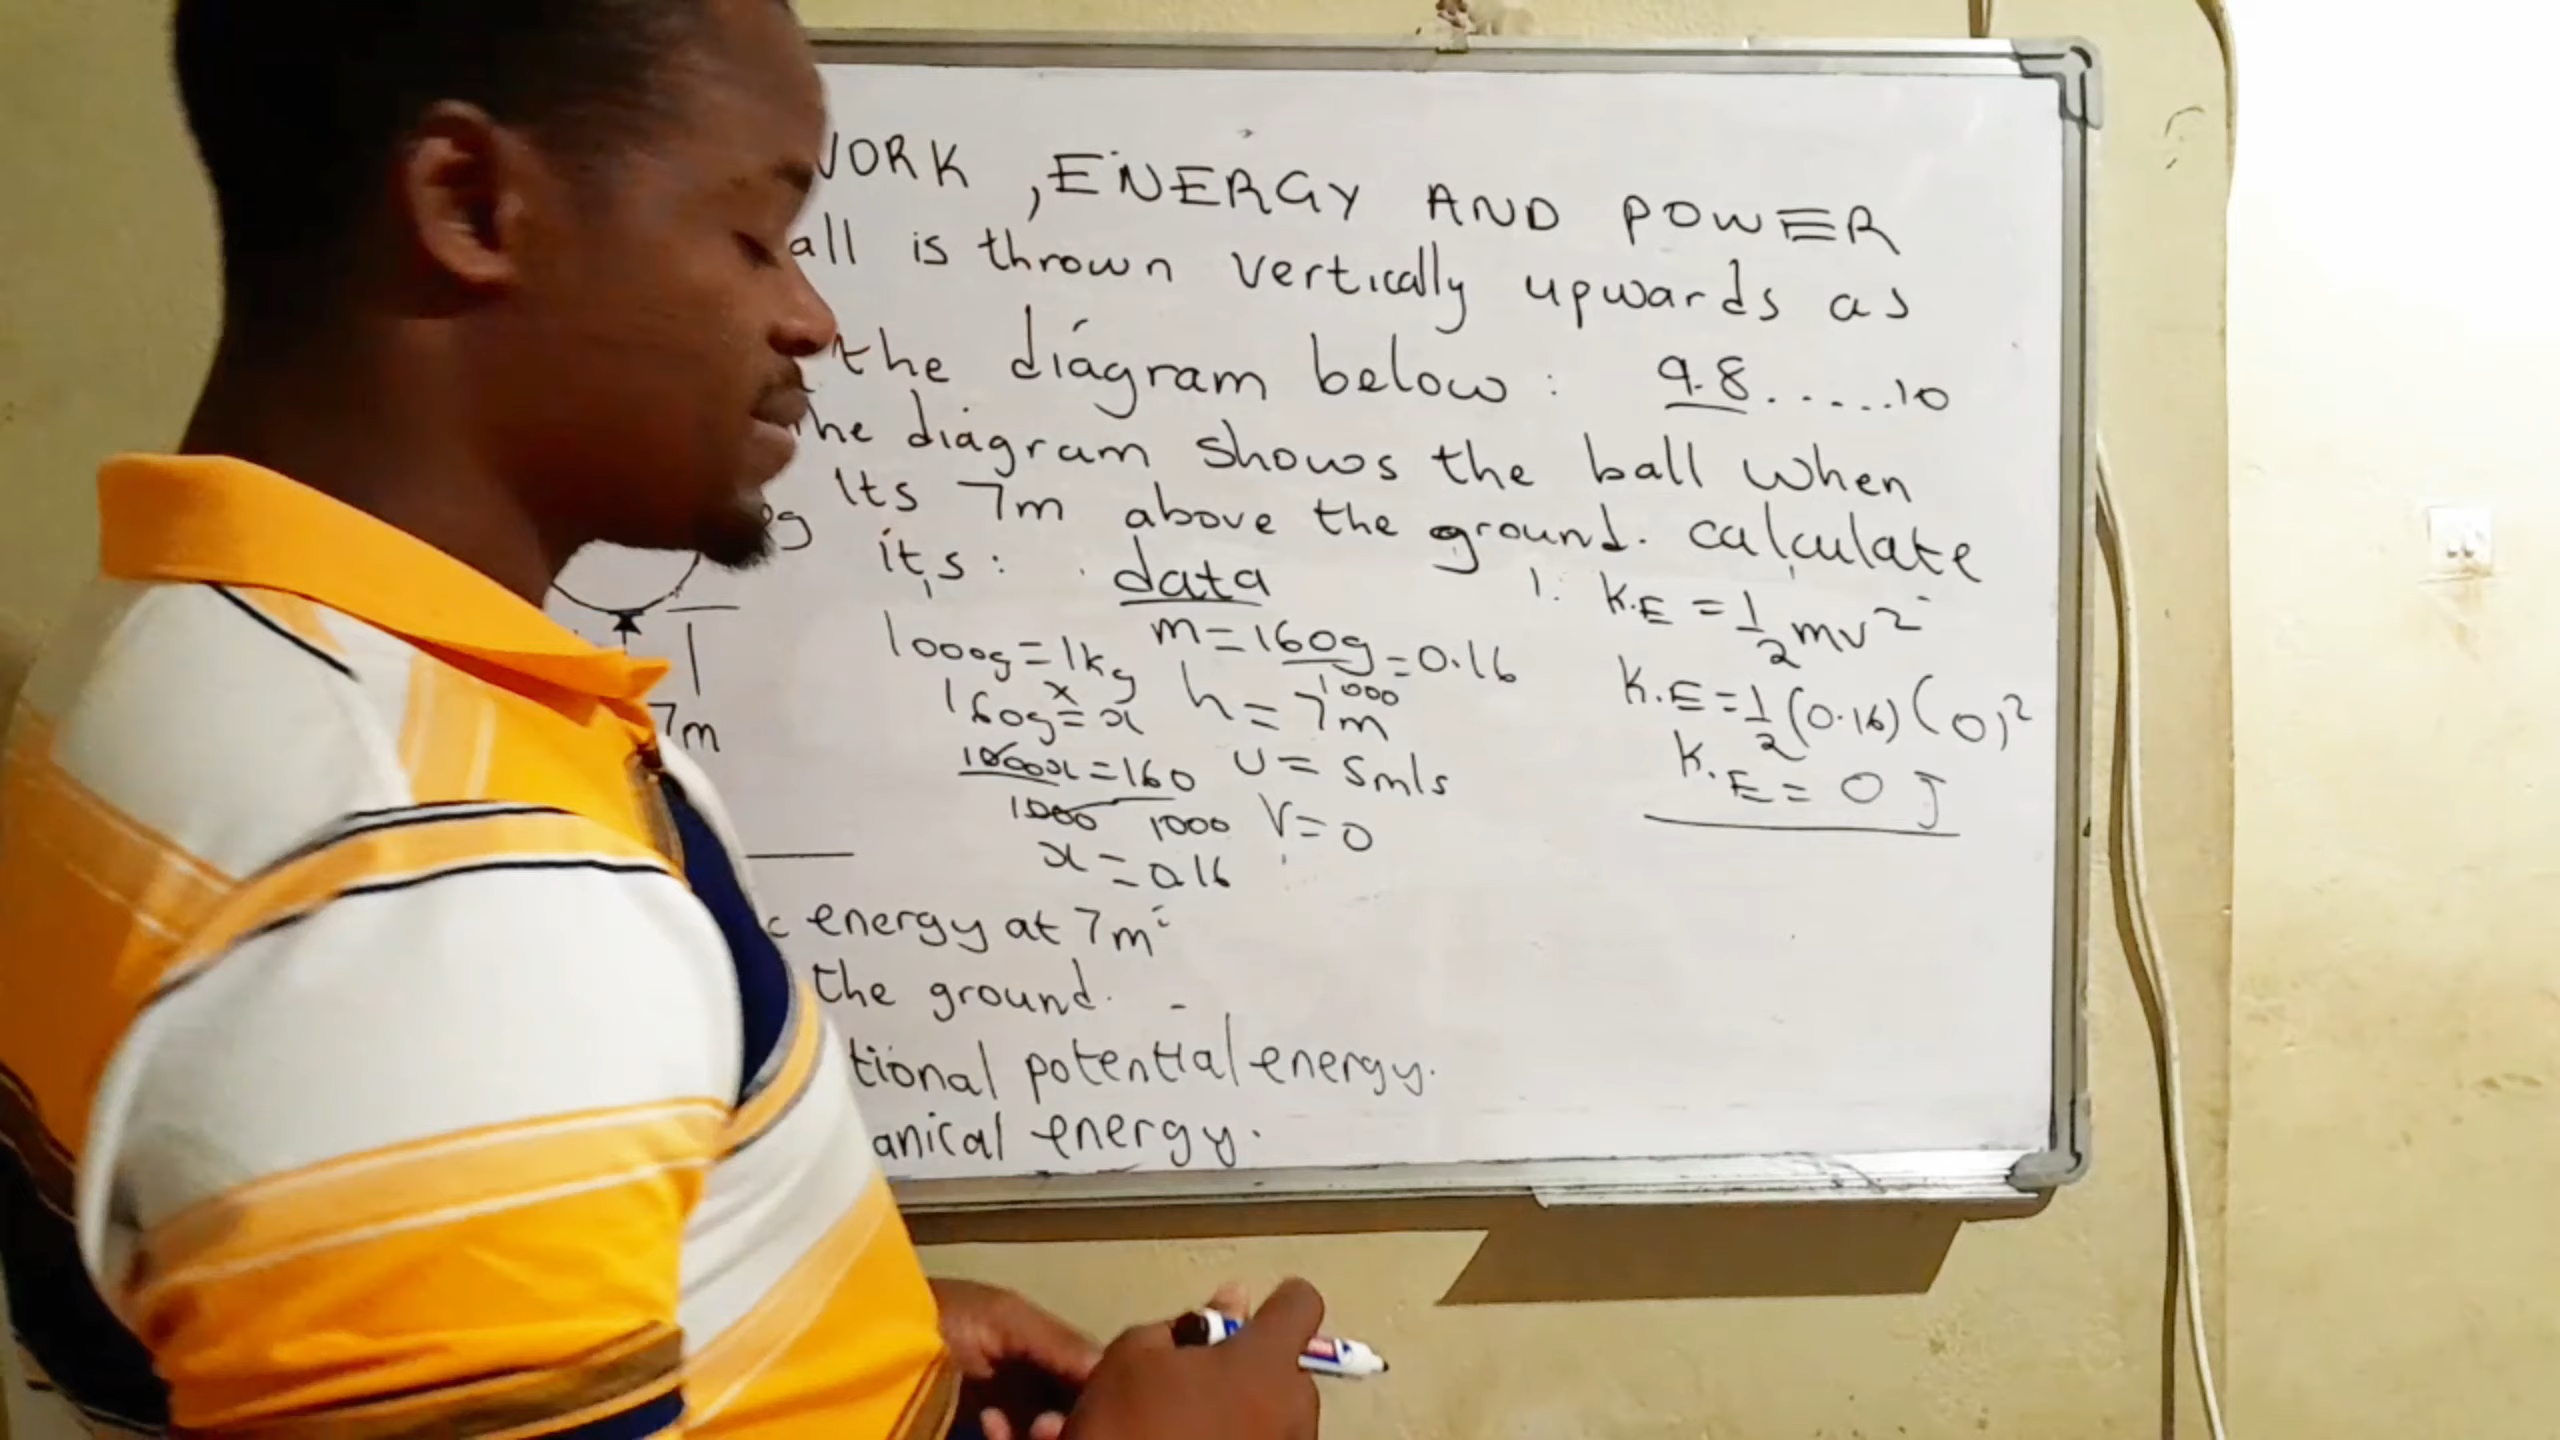 WORK, ENERGY AND POWER
all is thrown vertically upwards as
the diagram below: 9.8......10
he diagram shows the ball when
its 7m above the ground. calculate
its:
data
1000g = 1kg
160g = x
1000x = 160
1000 1000
x = 0.16
m = 160g = 0.16
1000
h = 7m
U = 5m/s
V = 0
1. K.E = 1/2 mv²
K.E = 1/2 (0.16) (0)²
K.E = 0 J
7m
c energy at 7m
the ground.
tional potential energy.
anical energy.